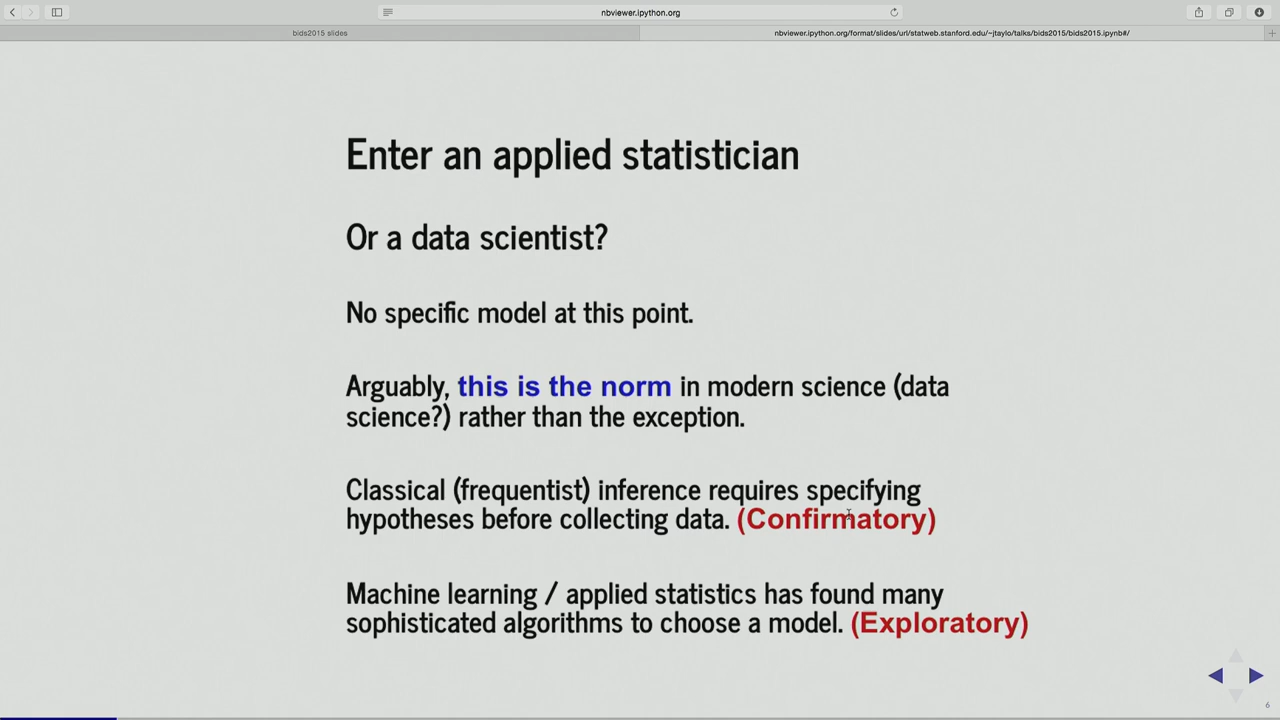 nbviewer.ipython.org
bids2015 slides
nbviewer.ipython.org/format/slides/url/statweb.stanford.edu/~jtaylo/talks/bids2015/bids2015.ipynb#/
Enter an applied statistician
Or a data scientist?
No specific model at this point.
Arguably, this is the norm in modern science (data
science?) rather than the exception.
Classical (frequentist) inference requires specifying
hypotheses before collecting data. (Confirmatory)
Machine learning / applied statistics has found many
sophisticated algorithms to choose a model. (Exploratory)
6